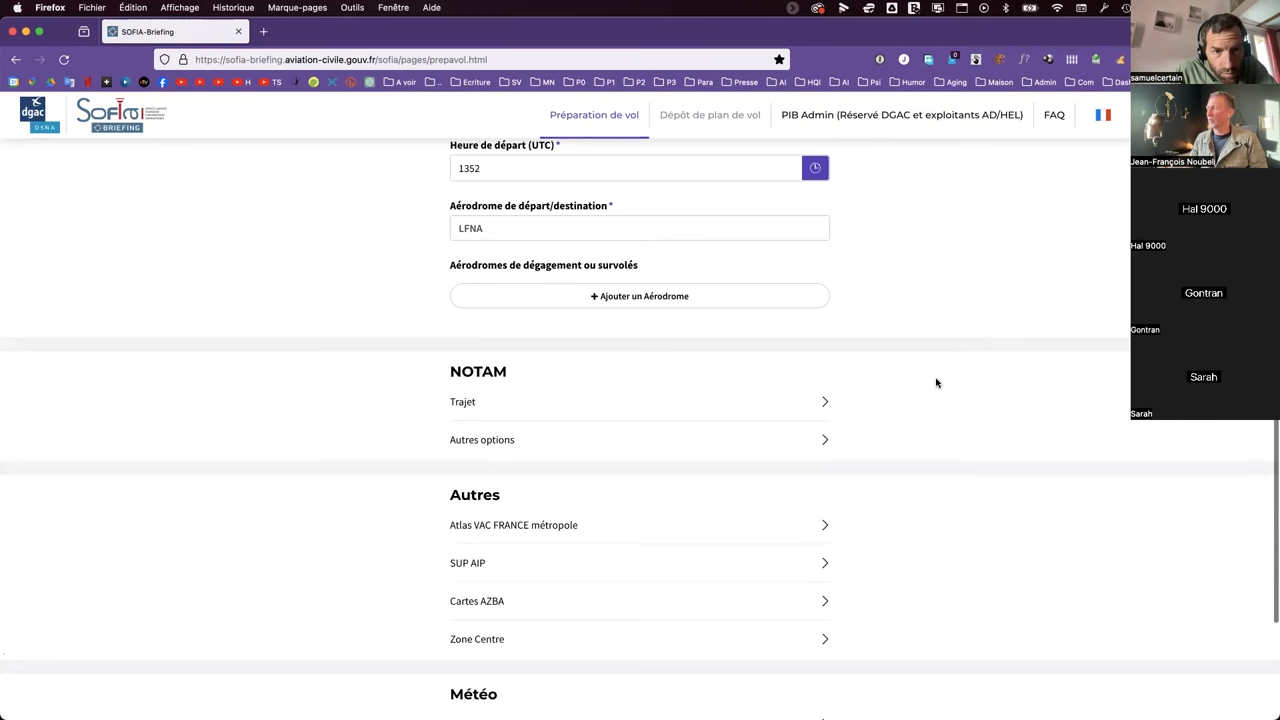 Firefox Fichier Édition Affichage Historique Marque-pages Outils Fenêtre Aide
SOFIA-Briefing
https://sofia-briefing.aviation-civile.gouv.fr/sofia/pages/prepavol.html
A voir Ecriture SV MN P0 P1 P2 P3 Para AI HQI AI Psi Humor Aging Maison Admin Com
H TS
dgac
DSNA
SOFIA
BRIEFING
Préparation de vol
Dépôt de plan de vol
PIB Admin (Réservé DGAC et exploitants AD/HEL)
FAQ
Heure de départ (UTC) *
1352
Aérodrome de départ/destination *
LFNA
Aérodromes de dégagement ou survolés
+ Ajouter un Aérodrome
NOTAM
Trajet
Autres options
Autres
Atlas VAC FRANCE métropole
SUP AIP
Cartes AZBA
Zone Centre
Météo
samuelcertain
Jean-François Noubel
Hal 9000
Hal 9000
Gontran
Gontran
Sarah
Sarah